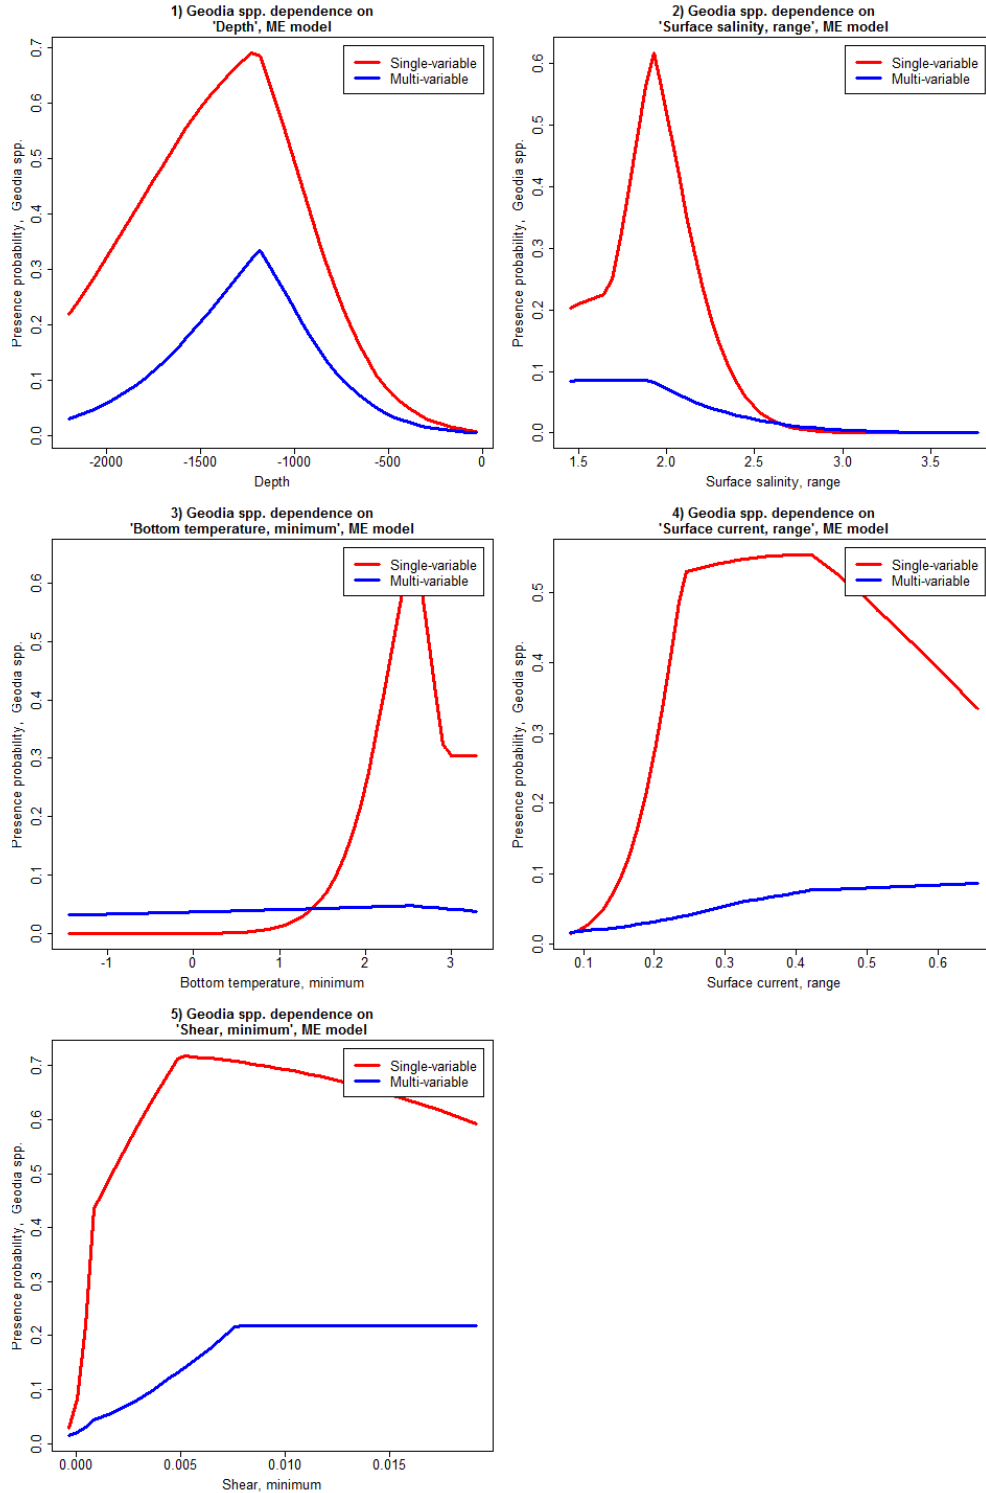 1) Geodia spp. dependence on
'Depth', ME model
Single-variable
Multi-variable
Presence probability, Geodia spp.
0.0
0.1
0.2
0.3
0.4
0.5
0.6
0.7
-2000
-1500
-1000
-500
0
Depth
2) Geodia spp. dependence on
'Surface salinity, range', ME model
Single-variable
Multi-variable
Presence probability, Geodia spp.
0.0
0.1
0.2
0.3
0.4
0.5
0.6
1.5
2.0
2.5
3.0
3.5
Surface salinity, range
3) Geodia spp. dependence on
'Bottom temperature, minimum', ME model
Single-variable
Multi-variable
Presence probability, Geodia spp.
0.0
0.1
0.2
0.3
0.4
0.5
0.6
-1
0
1
2
3
Bottom temperature, minimum
4) Geodia spp. dependence on
'Surface current, range', ME model
Single-variable
Multi-variable
Presence probability, Geodia spp.
0.0
0.1
0.2
0.3
0.4
0.5
0.1
0.2
0.3
0.4
0.5
0.6
Surface current, range
5) Geodia spp. dependence on
'Shear, minimum', ME model
Single-variable
Multi-variable
Presence probability, Geodia spp.
0.0
0.1
0.2
0.3
0.4
0.5
0.6
0.7
0.000
0.005
0.010
0.015
Shear, minimum